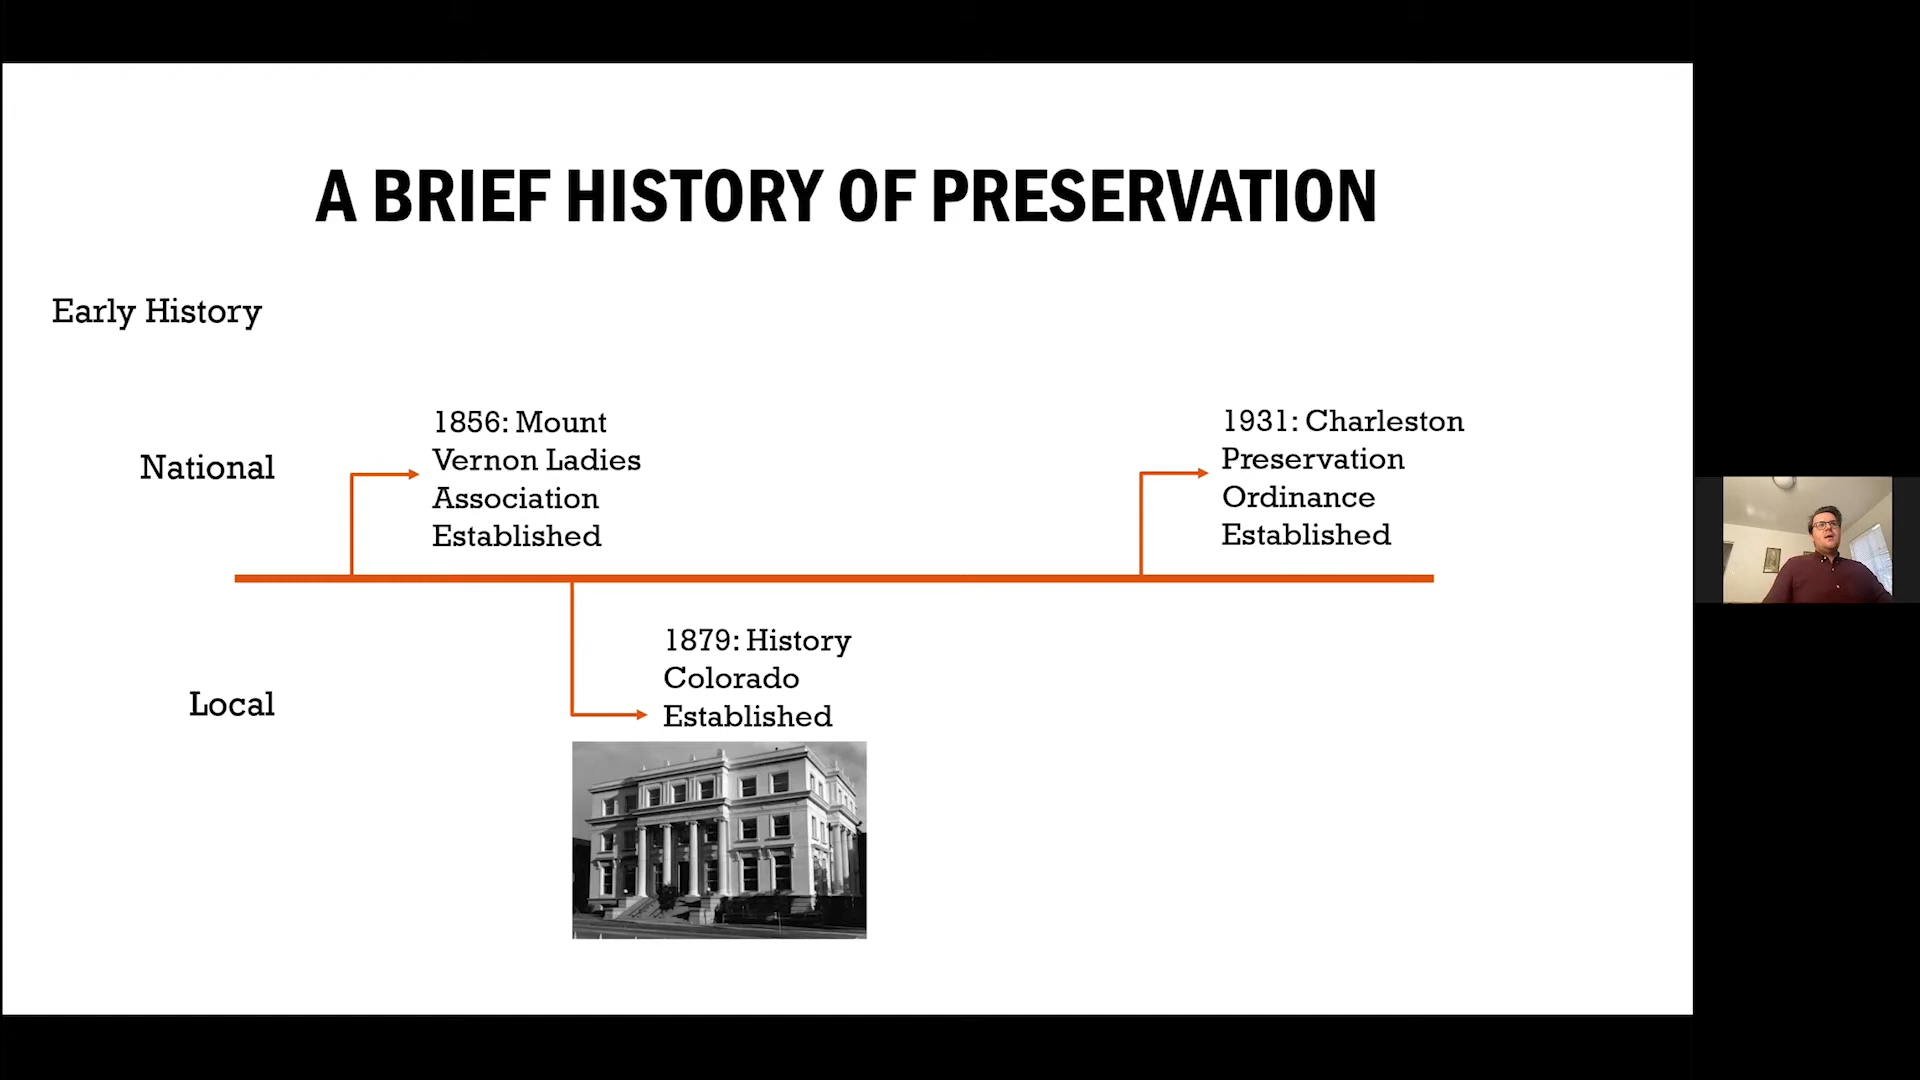 A BRIEF HISTORY OF PRESERVATION
Early History
National
1856: Mount
Vernon Ladies
Association
Established
1931: Charleston
Preservation
Ordinance
Established
Local
1879: History
Colorado
Established